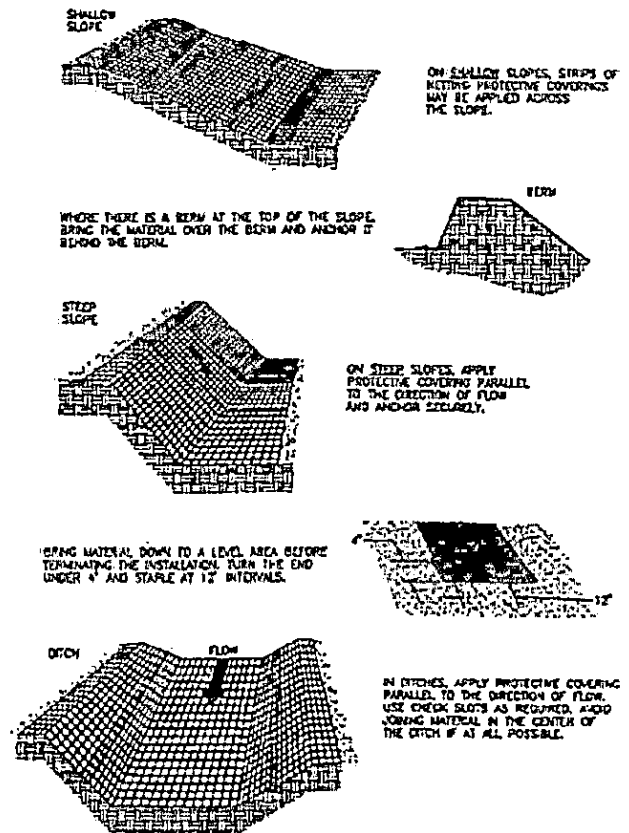 SHALLOW
SLOPE
ON SHALLOW SLOPES, STRIPS OF
NETTING PROTECTIVE COVERINGS
MAY BE APPLIED ACROSS
THE SLOPE.
BERM
WHERE THERE IS A BERM AT THE TOP OF THE SLOPE,
BRING THE MATERIAL OVER THE BERM AND ANCHOR IT
BEHIND THE BERM.
STEEP
SLOPE
ON STEEP SLOPES, APPLY
PROTECTIVE COVERING PARALLEL
TO THE DIRECTION OF FLOW
AND ANCHOR SECURELY.
BRING MATERIAL DOWN TO A LEVEL AREA BEFORE
TERMINATING THE INSTALLATION. TURN THE END
UNDER 4" AND STAPLE AT 12" INTERVALS.
4"
12"
DITCH
FLOW
IN DITCHES, APPLY PROTECTIVE COVERING
PARALLEL TO THE DIRECTION OF FLOW.
USE CHECK SLOTS AS REQUIRED. AVOID
JOINING MATERIAL IN THE CENTER OF
THE DITCH IF AT ALL POSSIBLE.